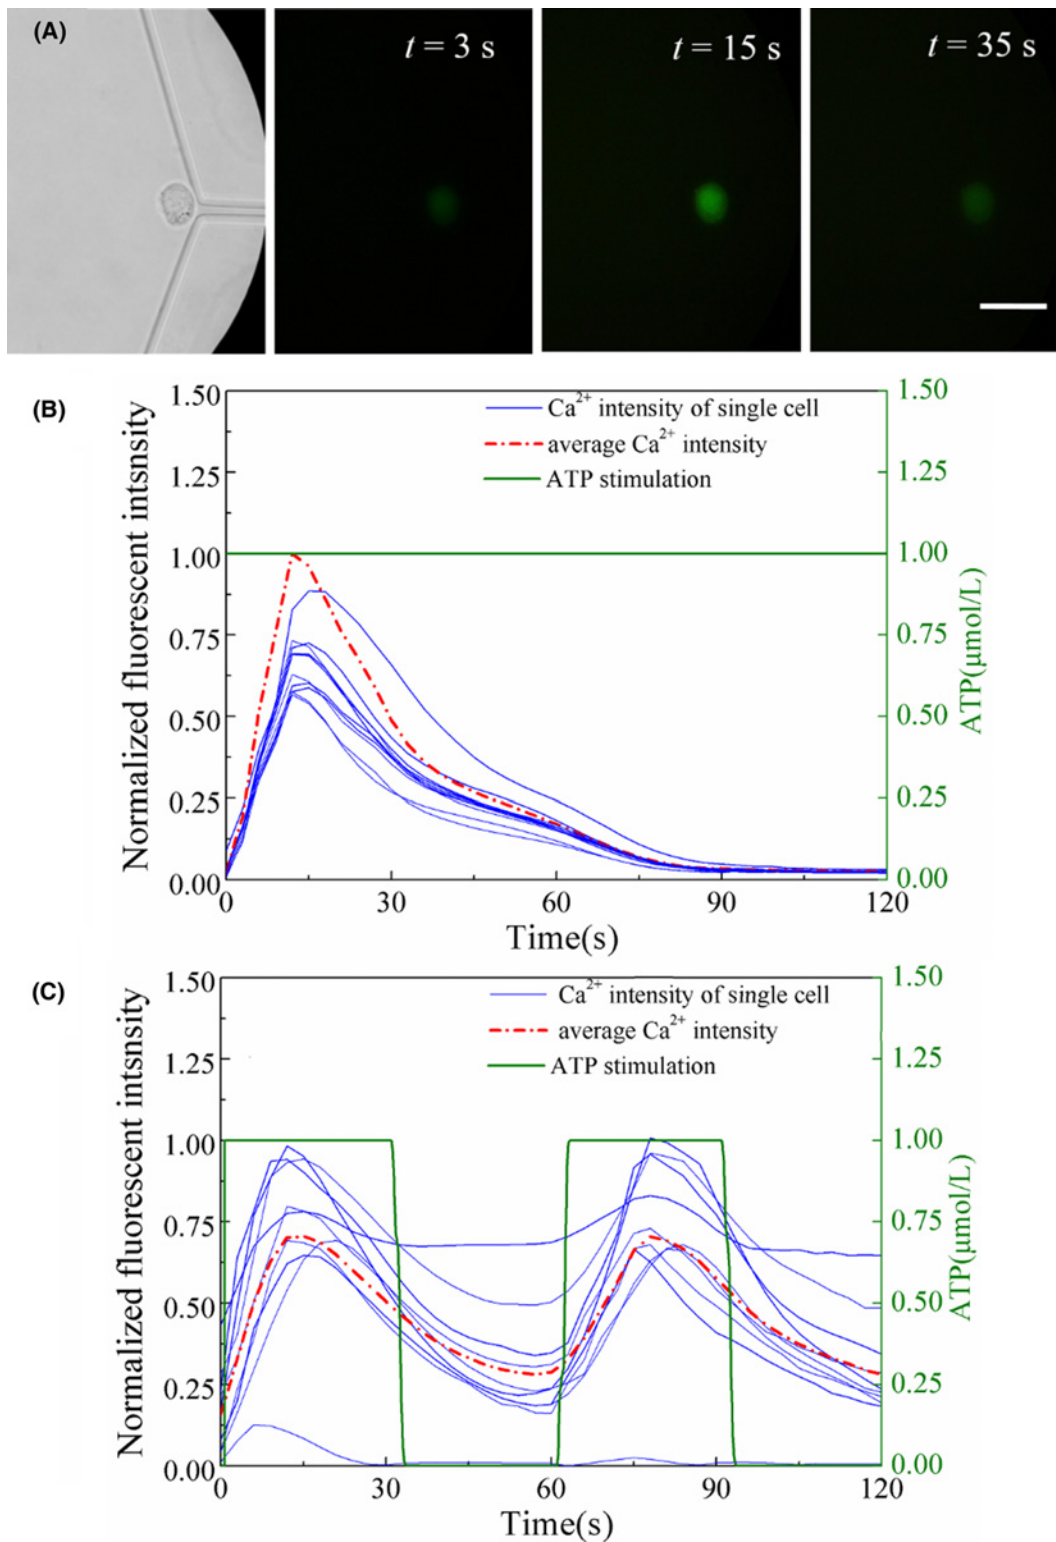 (A)
t = 3 s
t = 15 s
t = 35 s
(B)
1.50
1.25
1.00
0.75
0.50
0.25
0.00
Normalized fluorescent intsnsity
Ca²⁺ intensity of single cell
average Ca²⁺ intensity
ATP stimulation
1.50
1.25
1.00
0.75
0.50
0.25
0.00
ATP(μmol/L)
0 30 60 90 120
Time(s)
(C)
1.50
1.25
1.00
0.75
0.50
0.25
0.00
Normalized fluorescent intsnsity
Ca²⁺ intensity of single cell
average Ca²⁺ intensity
ATP stimulation
1.50
1.25
1.00
0.75
0.50
0.25
0.00
ATP(μmol/L)
0 30 60 90 120
Time(s)